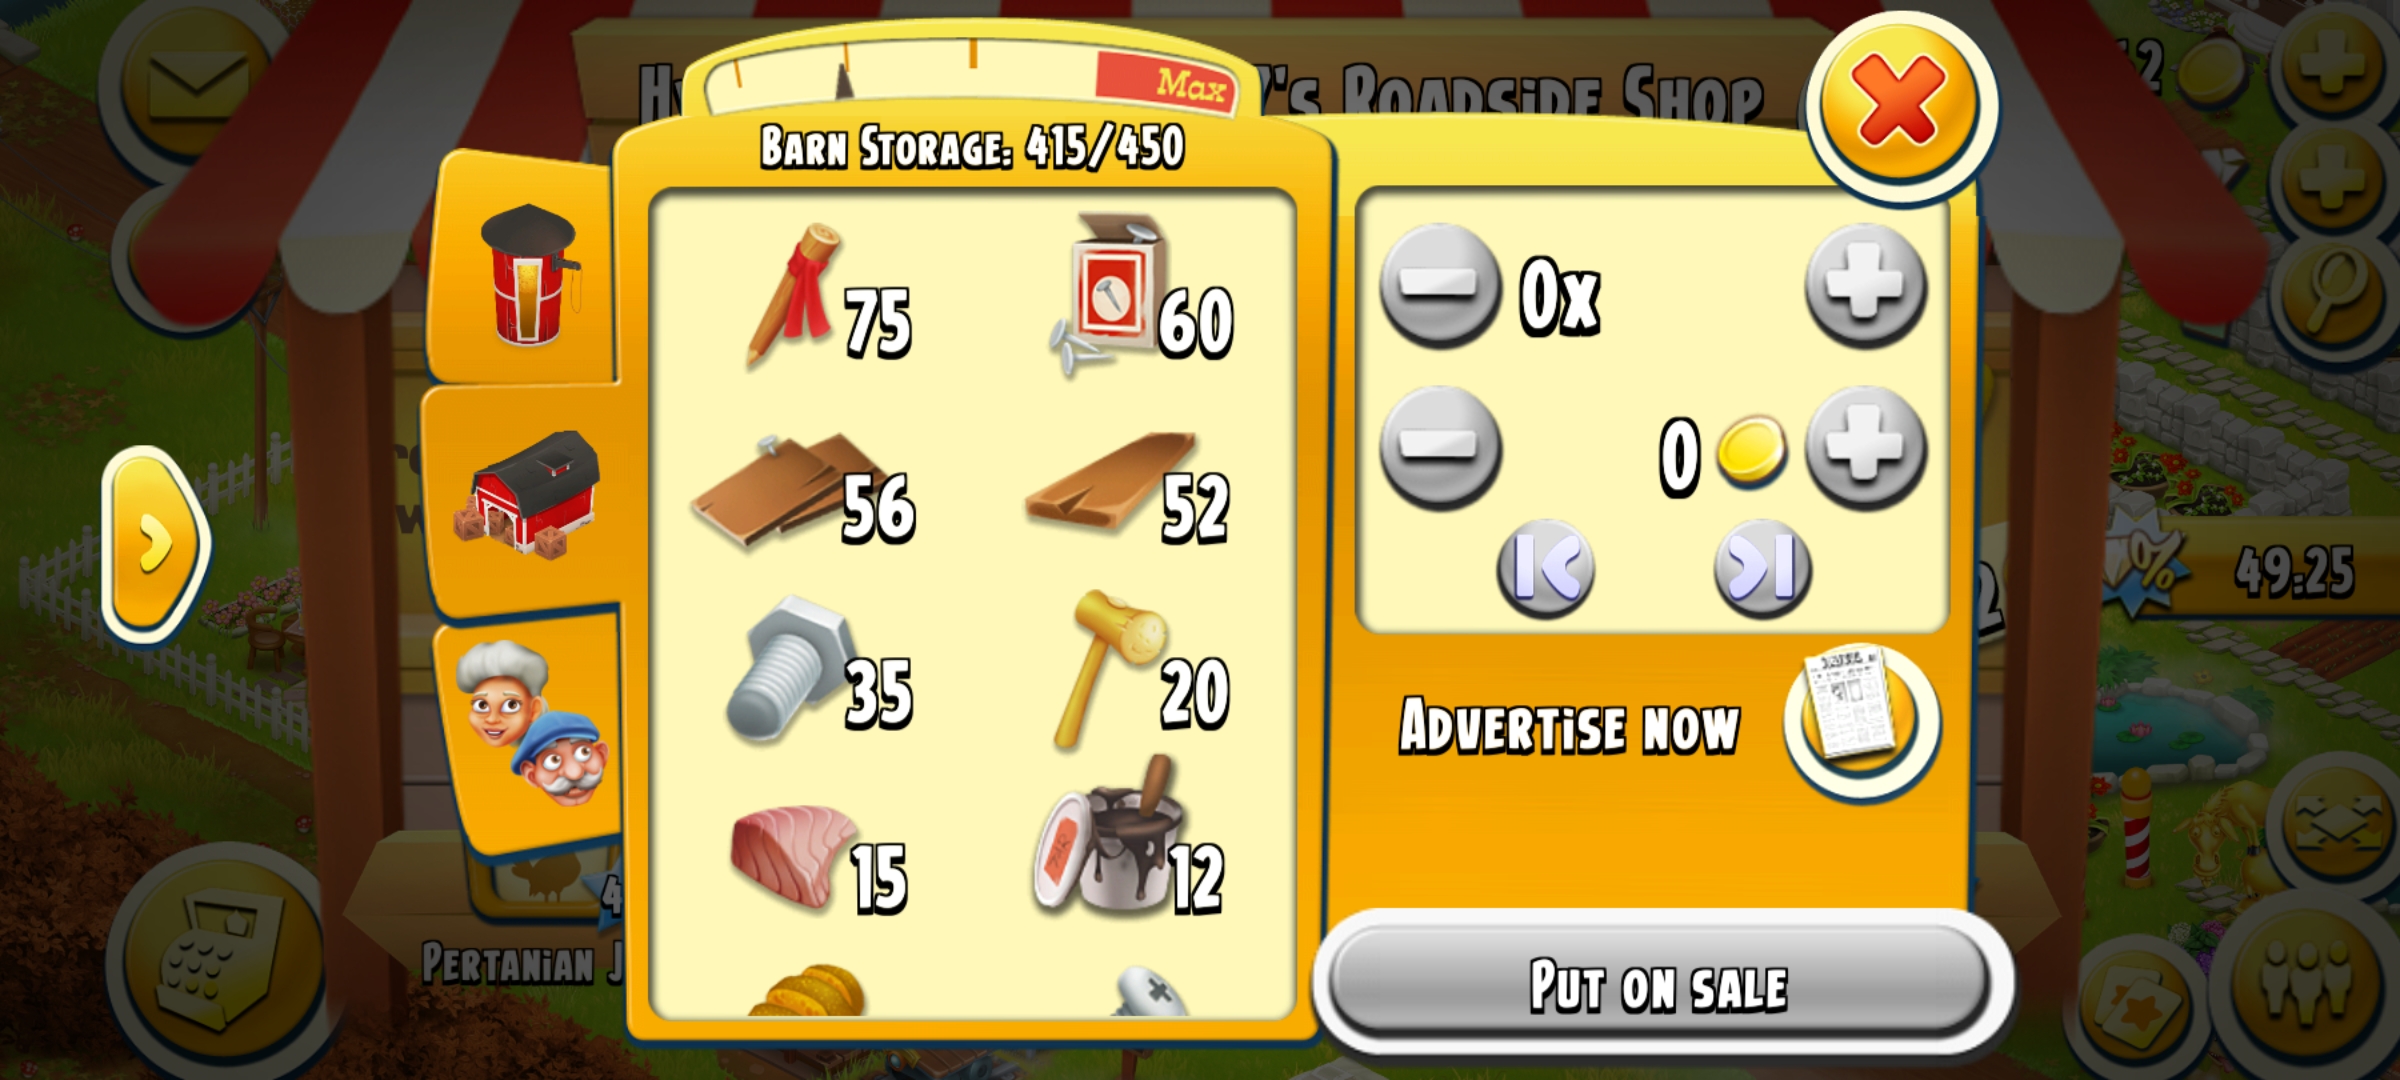 Max
's Roadside Shop
Barn Storage: 415/450
75
60
0x
56
52
0
35
20
49:25
Advertise now
15
12
Pertanian
Put on sale